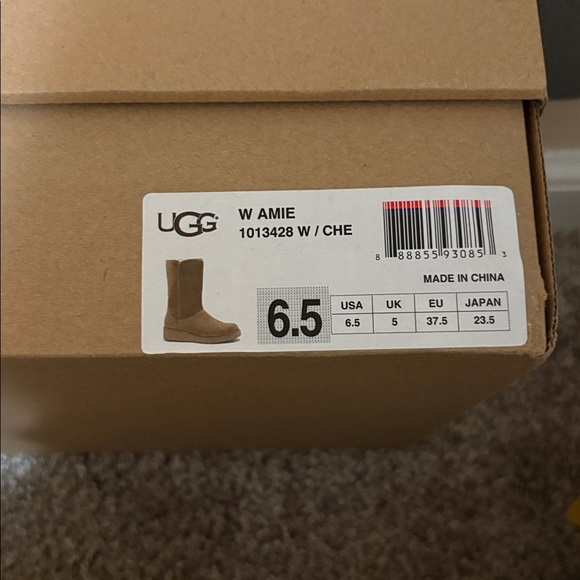 UGG
W AMIE
1013428 W / CHE
8 88855 93085 3
MADE IN CHINA
6.5
USA UK EU JAPAN
6.5 5 37.5 23.5